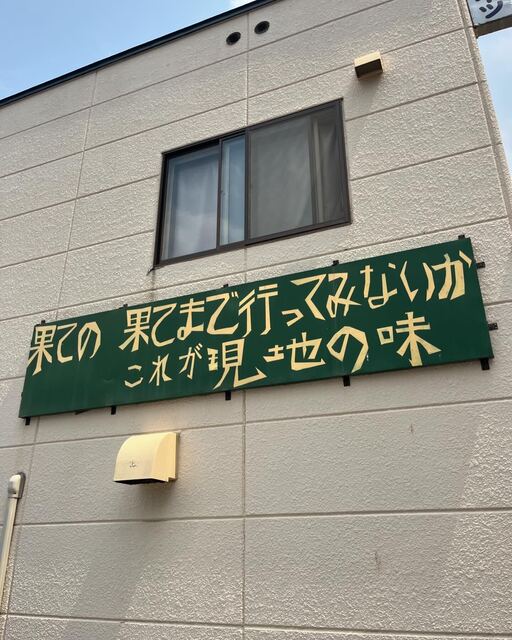 果ての 果てまで行ってみないか
これが現地の味